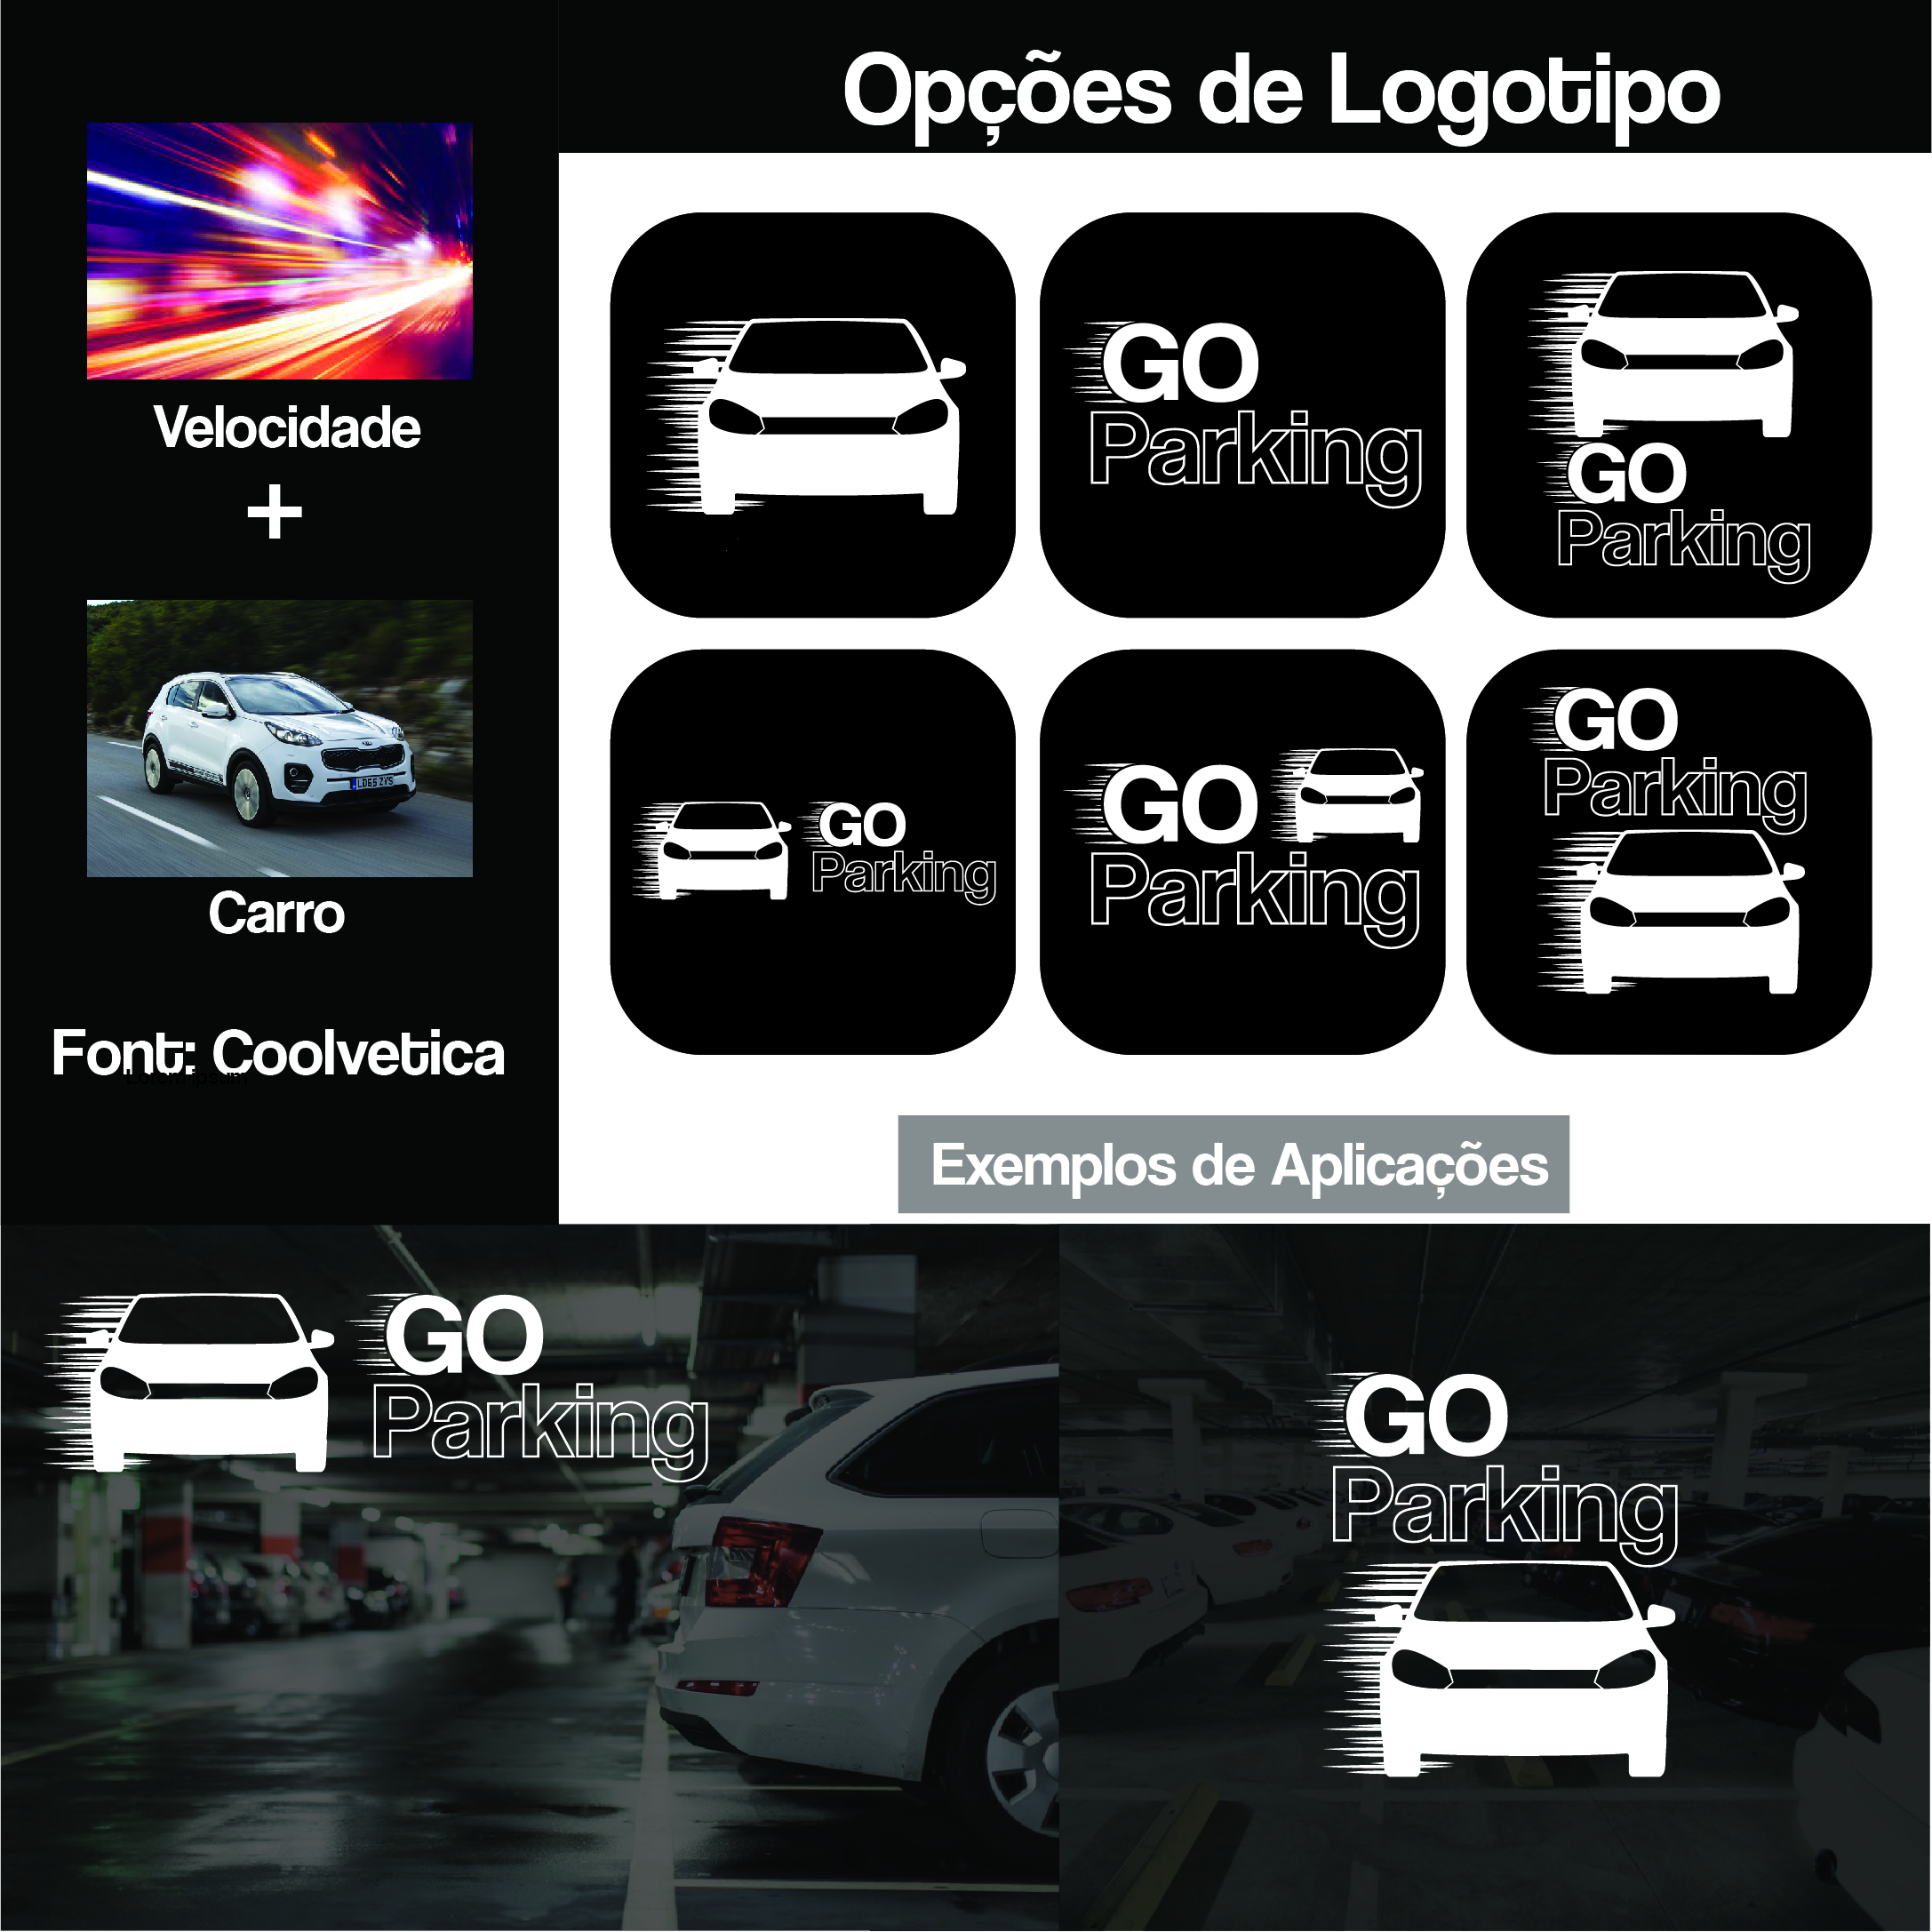 Opções de Logotipo
Velocidade
+
Carro
Font: Coolvetica
Lorem ipsum
GO
Parking
GO
Parking
GO
Parking
GO
Parking
GO
Parking
Exemplos de Aplicações
GO
Parking
GO
Parking
LD65 ZYS